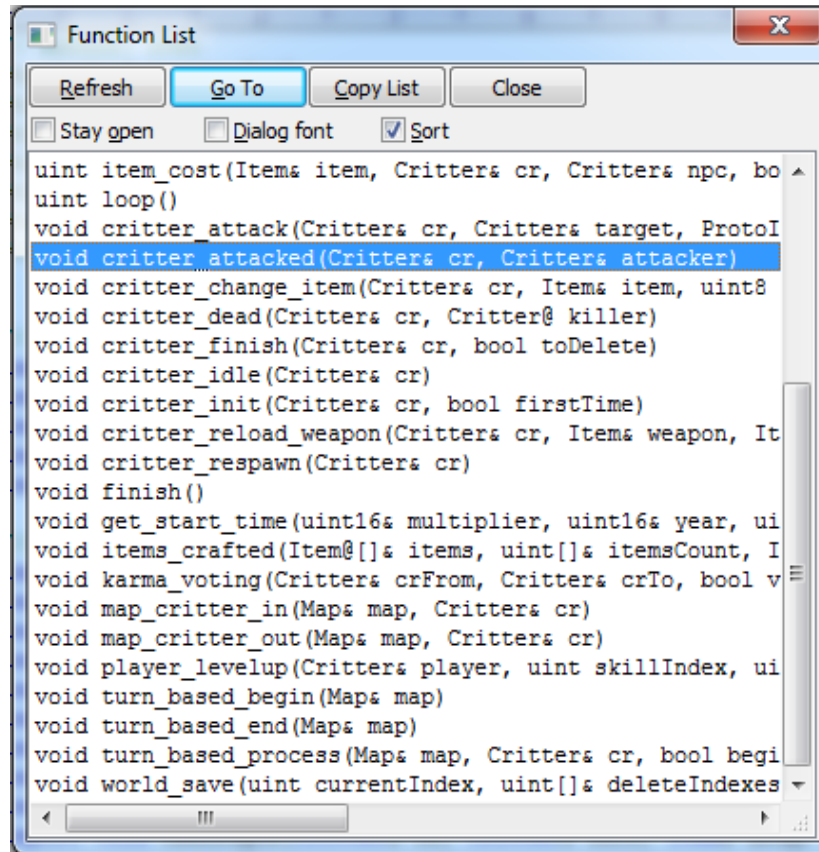 Function List
Refresh Go To Copy List Close
Stay open Dialog font Sort
uint item_cost(Item& item, Critter& cr, Critter& npc, bo
uint loop()
void critter_attack(Critter& cr, Critter& target, ProtoI
void critter_attacked(Critter& cr, Critter& attacker)
void critter_change_item(Critter& cr, Item& item, uint8
void critter_dead(Critter& cr, Critter@ killer)
void critter_finish(Critter& cr, bool toDelete)
void critter_idle(Critter& cr)
void critter_init(Critter& cr, bool firstTime)
void critter_reload_weapon(Critter& cr, Item& weapon, It
void critter_respawn(Critter& cr)
void finish()
void get_start_time(uint16& multiplier, uint16& year, ui
void items_crafted(Item@[]& items, uint[]& itemsCount, I
void karma_voting(Critter& crFrom, Critter& crTo, bool v
void map_critter_in(Map& map, Critter& cr)
void map_critter_out(Map& map, Critter& cr)
void player_levelup(Critter& player, uint skillIndex, ui
void turn_based_begin(Map& map)
void turn_based_end(Map& map)
void turn_based_process(Map& map, Critter& cr, bool begi
void world_save(uint currentIndex, uint[]& deleteIndexes